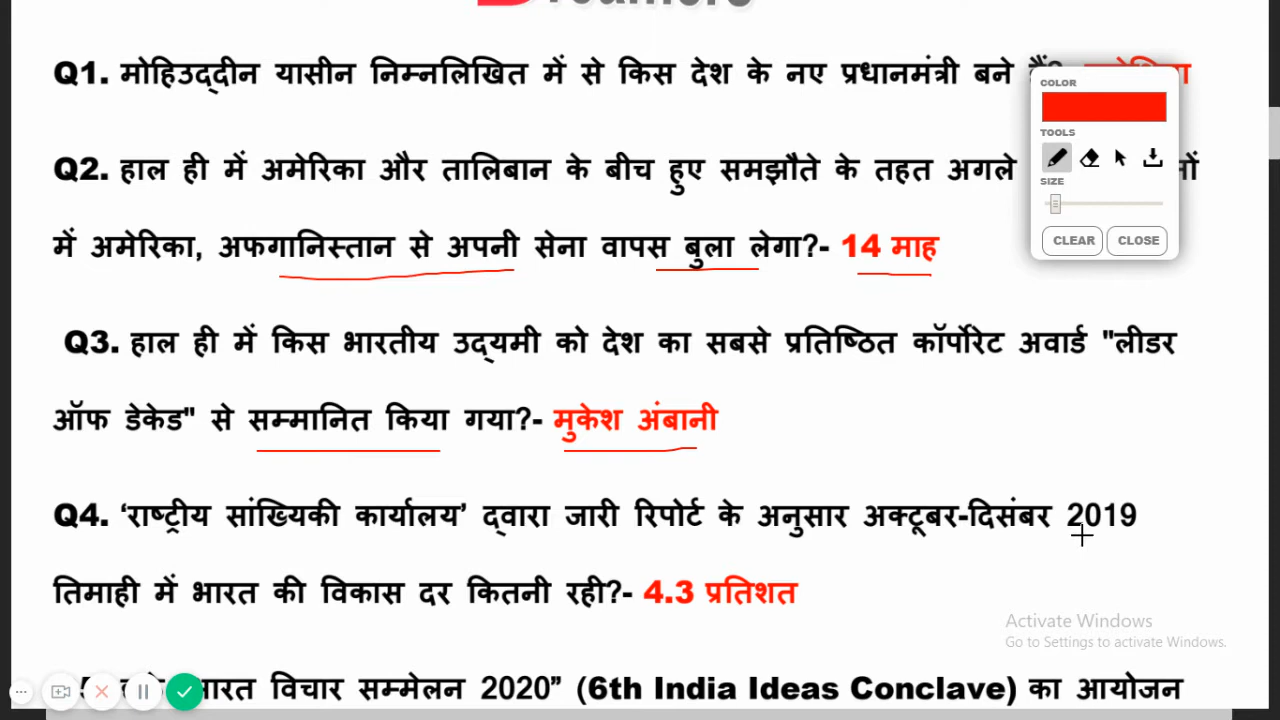 Q1. मोहिउद्दीन यासीन निम्नलिखित में से किस देश के नए प्रधानमंत्री बने
COLOR
TOOLS
SIZE
CLEAR CLOSE
Q2. हाल ही में अमेरिका और तालिबान के बीच हुए समझौते के तहत अगले
में अमेरिका, अफगानिस्तान से अपनी सेना वापस बुला लेगा?- 14 माह
Q3. हाल ही में किस भारतीय उद्यमी को देश का सबसे प्रतिष्ठित कॉर्पोरेट अवार्ड "लीडर
ऑफ डेकेड" से सम्मानित किया गया?- मुकेश अंबानी
Q4. ‘राष्ट्रीय सांख्यिकी कार्यालय’ द्वारा जारी रिपोर्ट के अनुसार अक्टूबर-दिसंबर 2019
तिमाही में भारत की विकास दर कितनी रही?- 4.3 प्रतिशत
Activate Windows
Go to Settings to activate Windows.
विचार सम्मेलन 2020” (6th India Ideas Conclave) का आयोजन